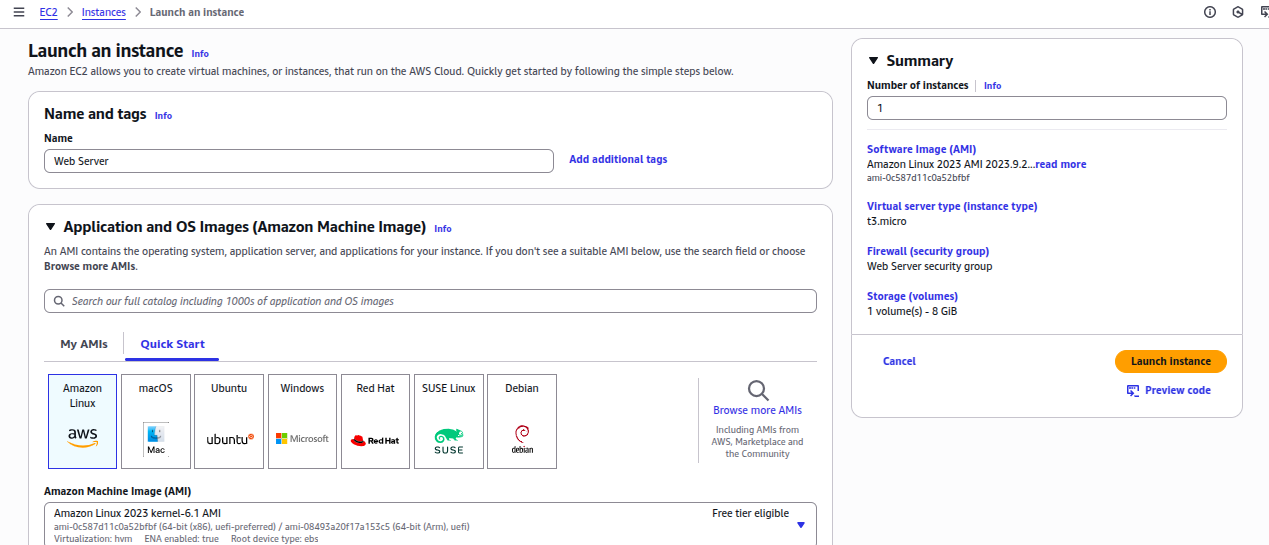 EC2 > Instances > Launch an instance
Launch an instance Info
Amazon EC2 allows you to create virtual machines, or instances, that run on the AWS Cloud. Quickly get started by following the simple steps below.
Name and tags Info
Name
Web Server
Add additional tags
Application and OS Images (Amazon Machine Image) Info
An AMI contains the operating system, application server, and applications for your instance. If you don't see a suitable AMI below, use the search field or choose
Browse more AMIs.
Search our full catalog including 1000s of application and OS images
My AMIs
Quick Start
Amazon
Linux
aws
macOS
Mac
Ubuntu
ubuntu
Windows
Microsoft
Red Hat
Red Hat
SUSE Linux
SUSE
Debian
debian
Browse more AMIs
Including AMIs from
AWS, Marketplace and
the Community
Amazon Machine Image (AMI)
Amazon Linux 2023 kernel-6.1 AMI
Free tier eligible
ami-0c587d11c0a52bfbf (64-bit (x86), uefi-preferred) / ami-08493a20f17a153c5 (64-bit (Arm), uefi)
Virtualization: hvm ENA enabled: true Root device type: ebs
Summary
Number of instances Info
1
Software Image (AMI)
Amazon Linux 2023 AMI 2023.9.2...read more
ami-0c587d11c0a52bfbf
Virtual server type (instance type)
t3.micro
Firewall (security group)
Web Server security group
Storage (volumes)
1 volume(s) - 8 GiB
Cancel
Launch instance
Preview code